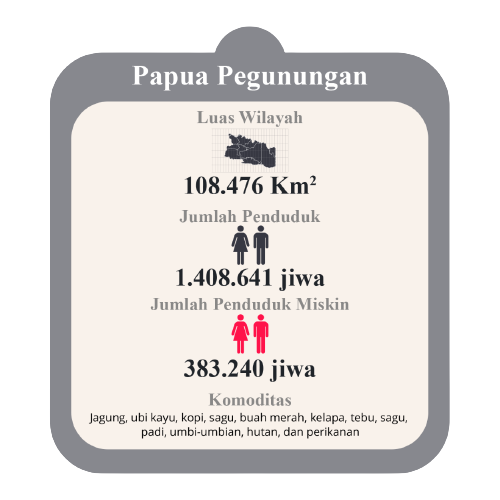 Papua Pegunungan
Luas Wilayah
108.476 Km²
Jumlah Penduduk
1.408.641 jiwa
Jumlah Penduduk Miskin
383.240 jiwa
Komoditas
Jagung, ubi kayu, kopi, sagu, buah merah, kelapa, tebu, sagu,
padi, umbi-umbian, hutan, dan perikanan